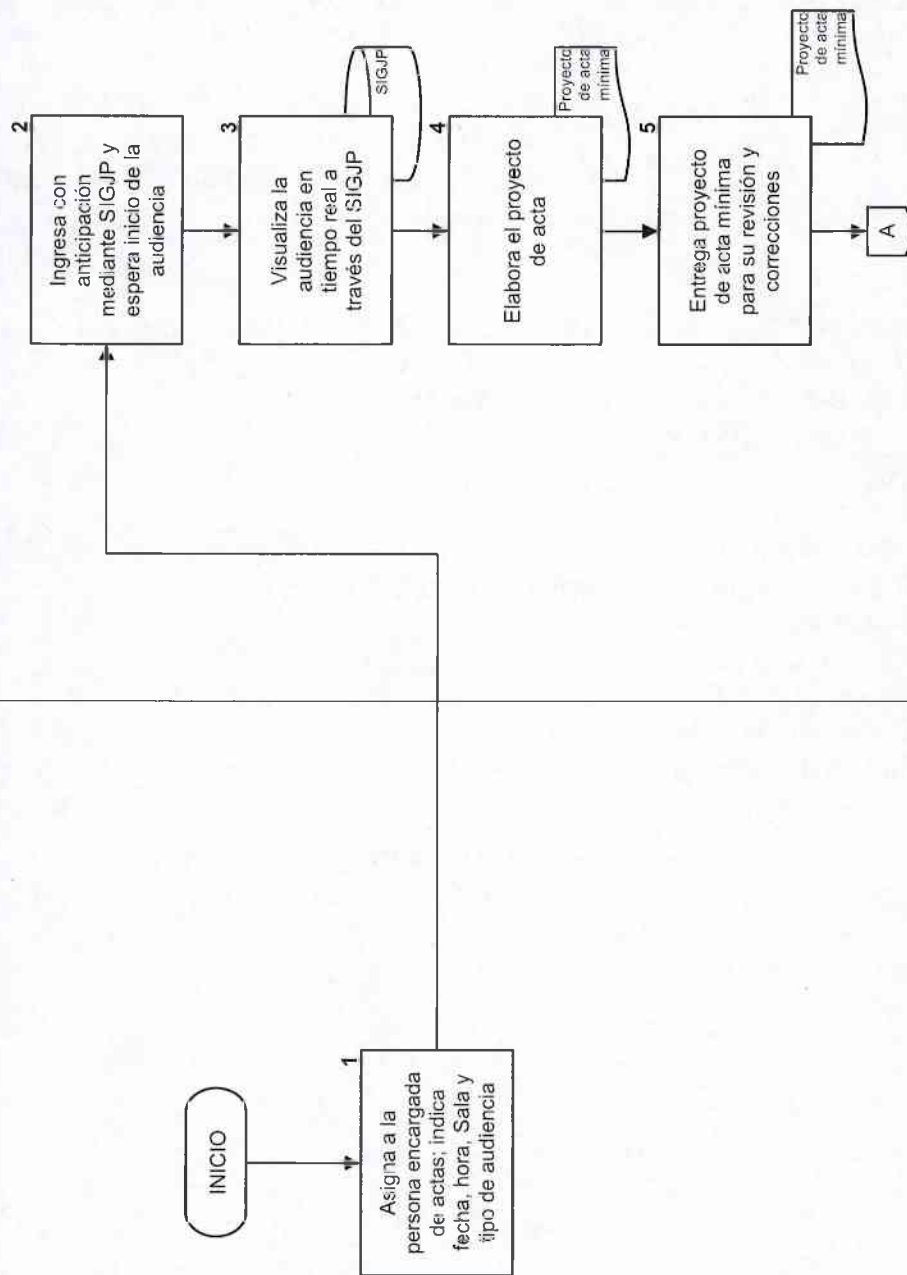 INICIO
1
Asigna a la
persona encargada
de actas; indica
fecha, hora, Sala y
tipo de audiencia
2
Ingresa con
anticipación
mediante SIGJP y
espera inicio de la
audiencia
3
Visualiza la
audiencia en
tiempo real a
través del SIGJP
SIGJP
4
Elabora el proyecto
de acta
Proyecto
de acta
mínima
5
Entrega proyecto
de acta mínima
para su revisión y
correcciones
Proyecto
de acta
mínima
A